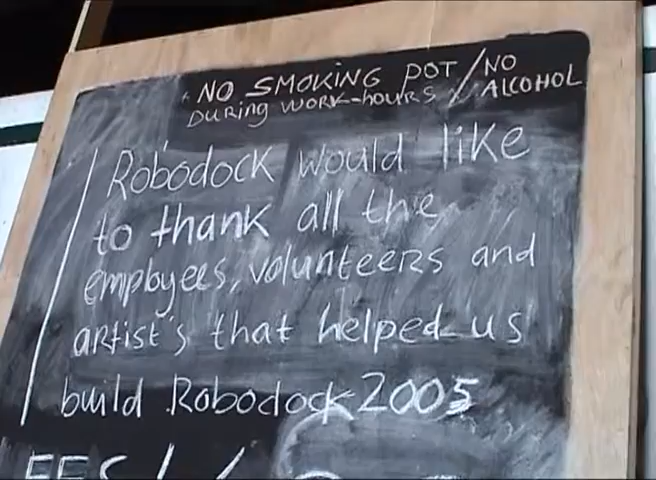 NO SMOKING POT / NO ALCOHOL
DURING WORK-HOURS
Robodock would like
to thank all the
employees, volunteers and
artist's that helped us
build Robodock 2005